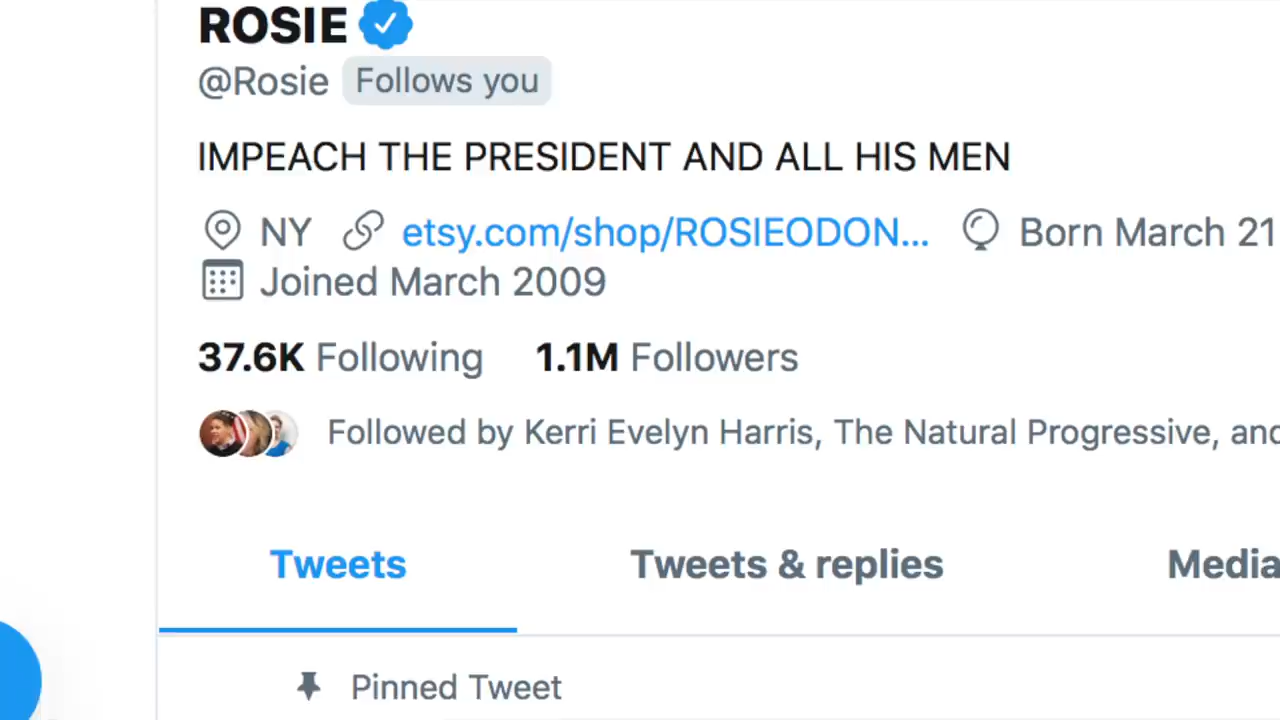 ROSIE
@Rosie Follows you
IMPEACH THE PRESIDENT AND ALL HIS MEN
NY etsy.com/shop/ROSIEODON... Born March 21
Joined March 2009
37.6K Following 1.1M Followers
Followed by Kerri Evelyn Harris, The Natural Progressive, and
Tweets Tweets & replies Media
Pinned Tweet